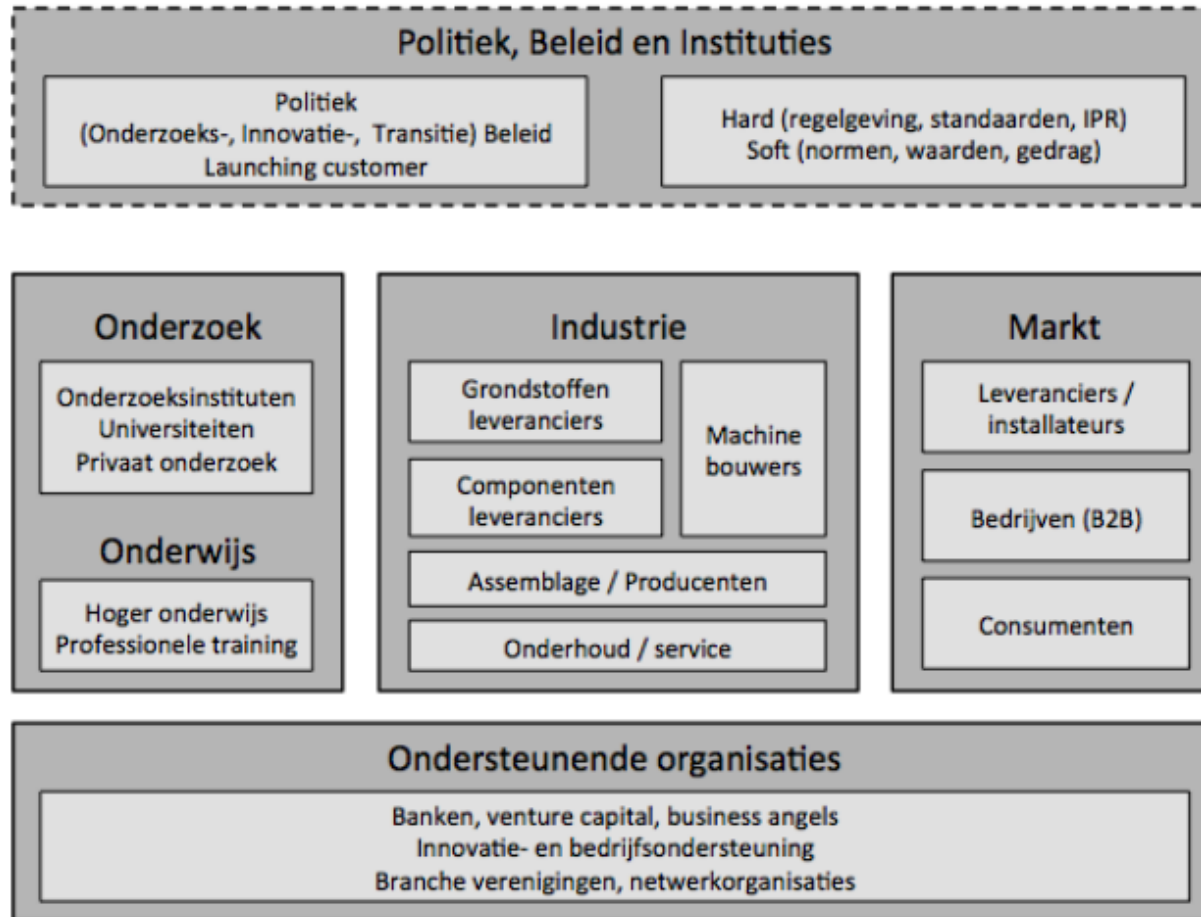 Politiek, Beleid en Instituties
Politiek
(Onderzoeks-, Innovatie-, Transitie) Beleid
Launching customer
Hard (regelgeving, standaarden, IPR)
Soft (normen, waarden, gedrag)
Onderzoek
Onderzoeksinstituten
Universiteiten
Privaat onderzoek
Onderwijs
Hoger onderwijs
Professionele training
Industrie
Grondstoffen
leveranciers
Machine
bouwers
Componenten
leveranciers
Assemblage / Producenten
Onderhoud / service
Markt
Leveranciers /
installateurs
Bedrijven (B2B)
Consumenten
Ondersteunende organisaties
Banken, venture capital, business angels
Innovatie- en bedrijfsondersteuning
Branche verenigingen, netwerkorganisaties